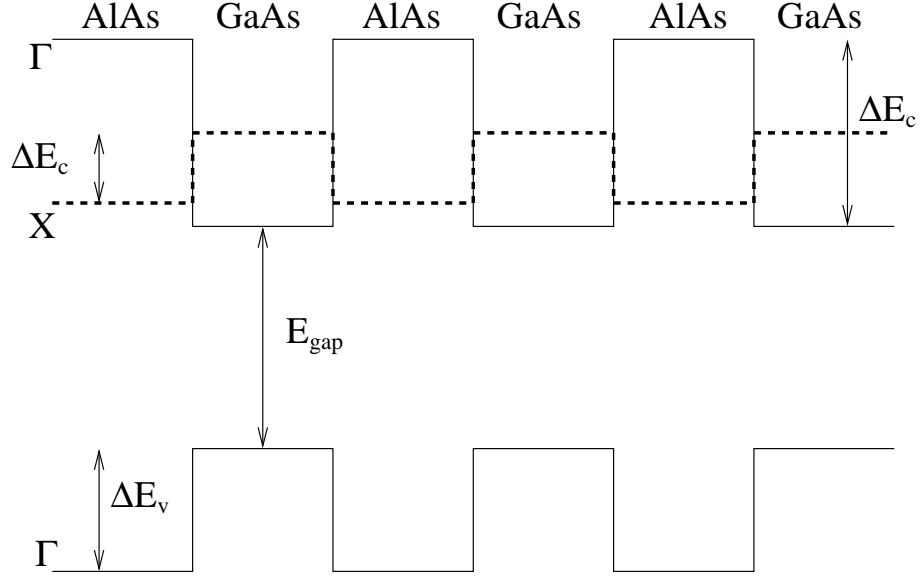 AlAs GaAs AlAs GaAs AlAs GaAs
Γ
ΔE_c
ΔE_c
X
E_gap
ΔE_v
Γ